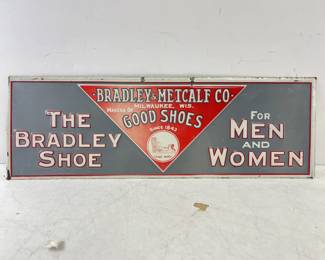 BRADLEY & METCALF CO.
MILWAUKEE, WIS.
MAKERS OF
GOOD SHOES
SINCE 1843
"THE
BRADLEY
SHOE
FOR
MEN
AND
WOMEN